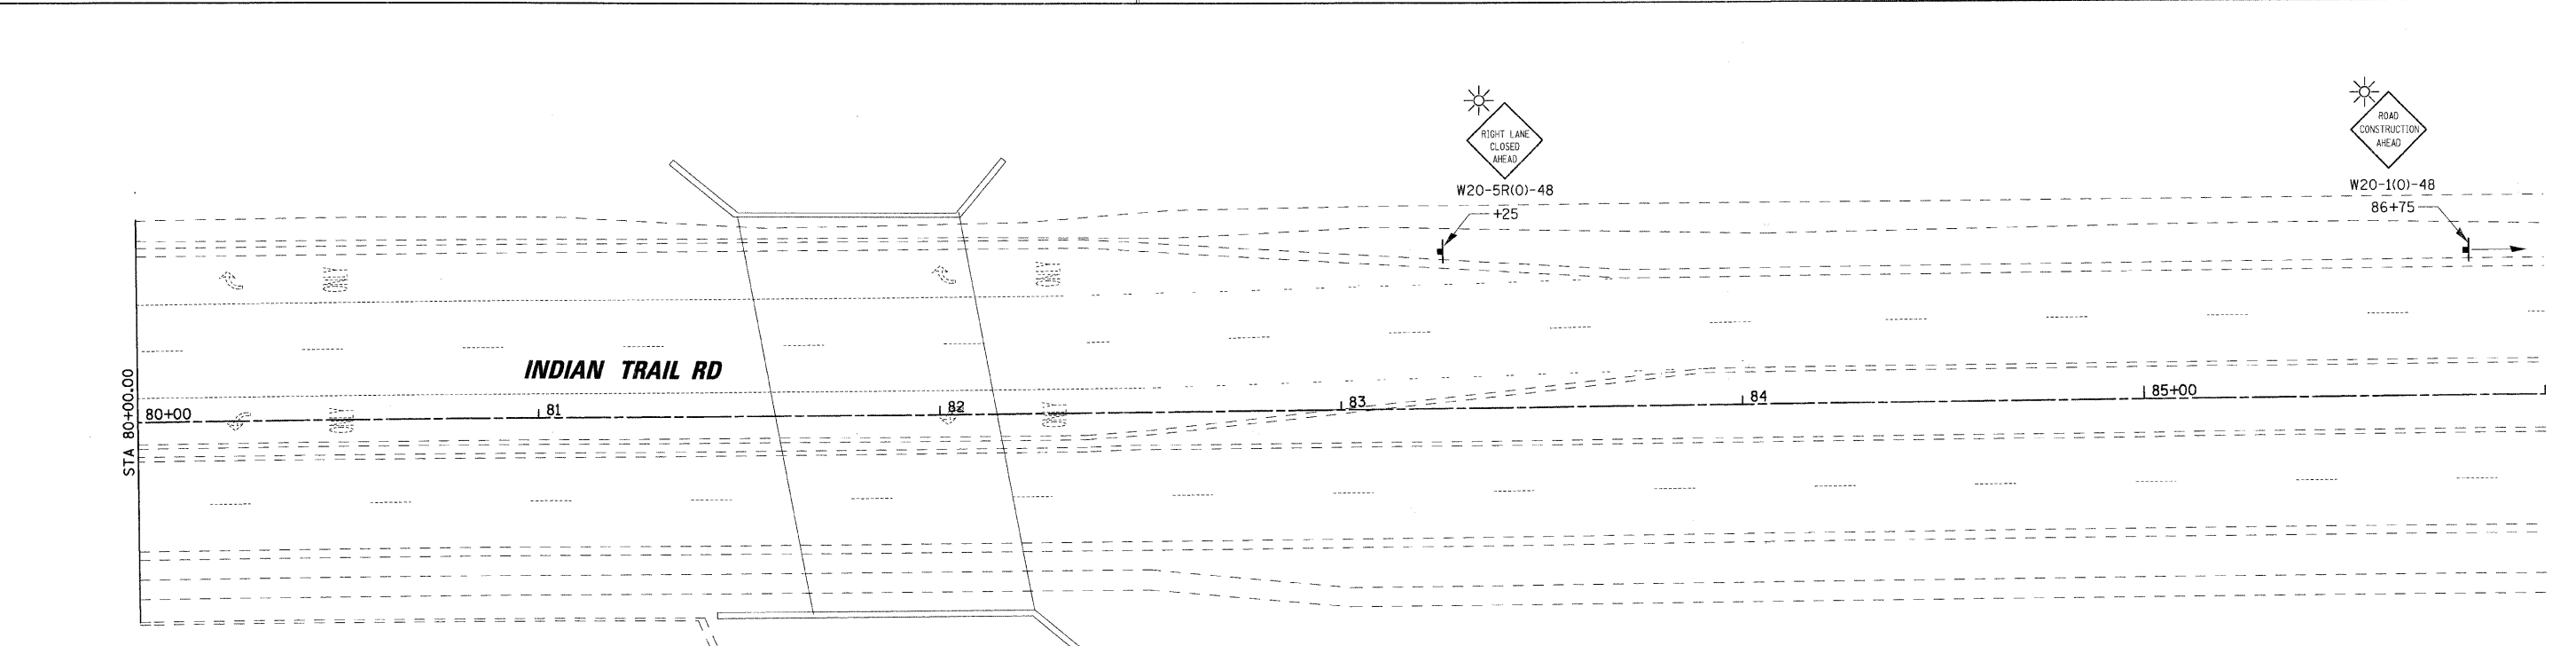 RIGHT LANE
CLOSED
AHEAD
W20-5R(O)-48
+25
ROAD
CONSTRUCTION
AHEAD
W20-1(O)-48
86+75
INDIAN TRAIL RD
STA 80+00.00
80+00
81
82
83
84
85+00